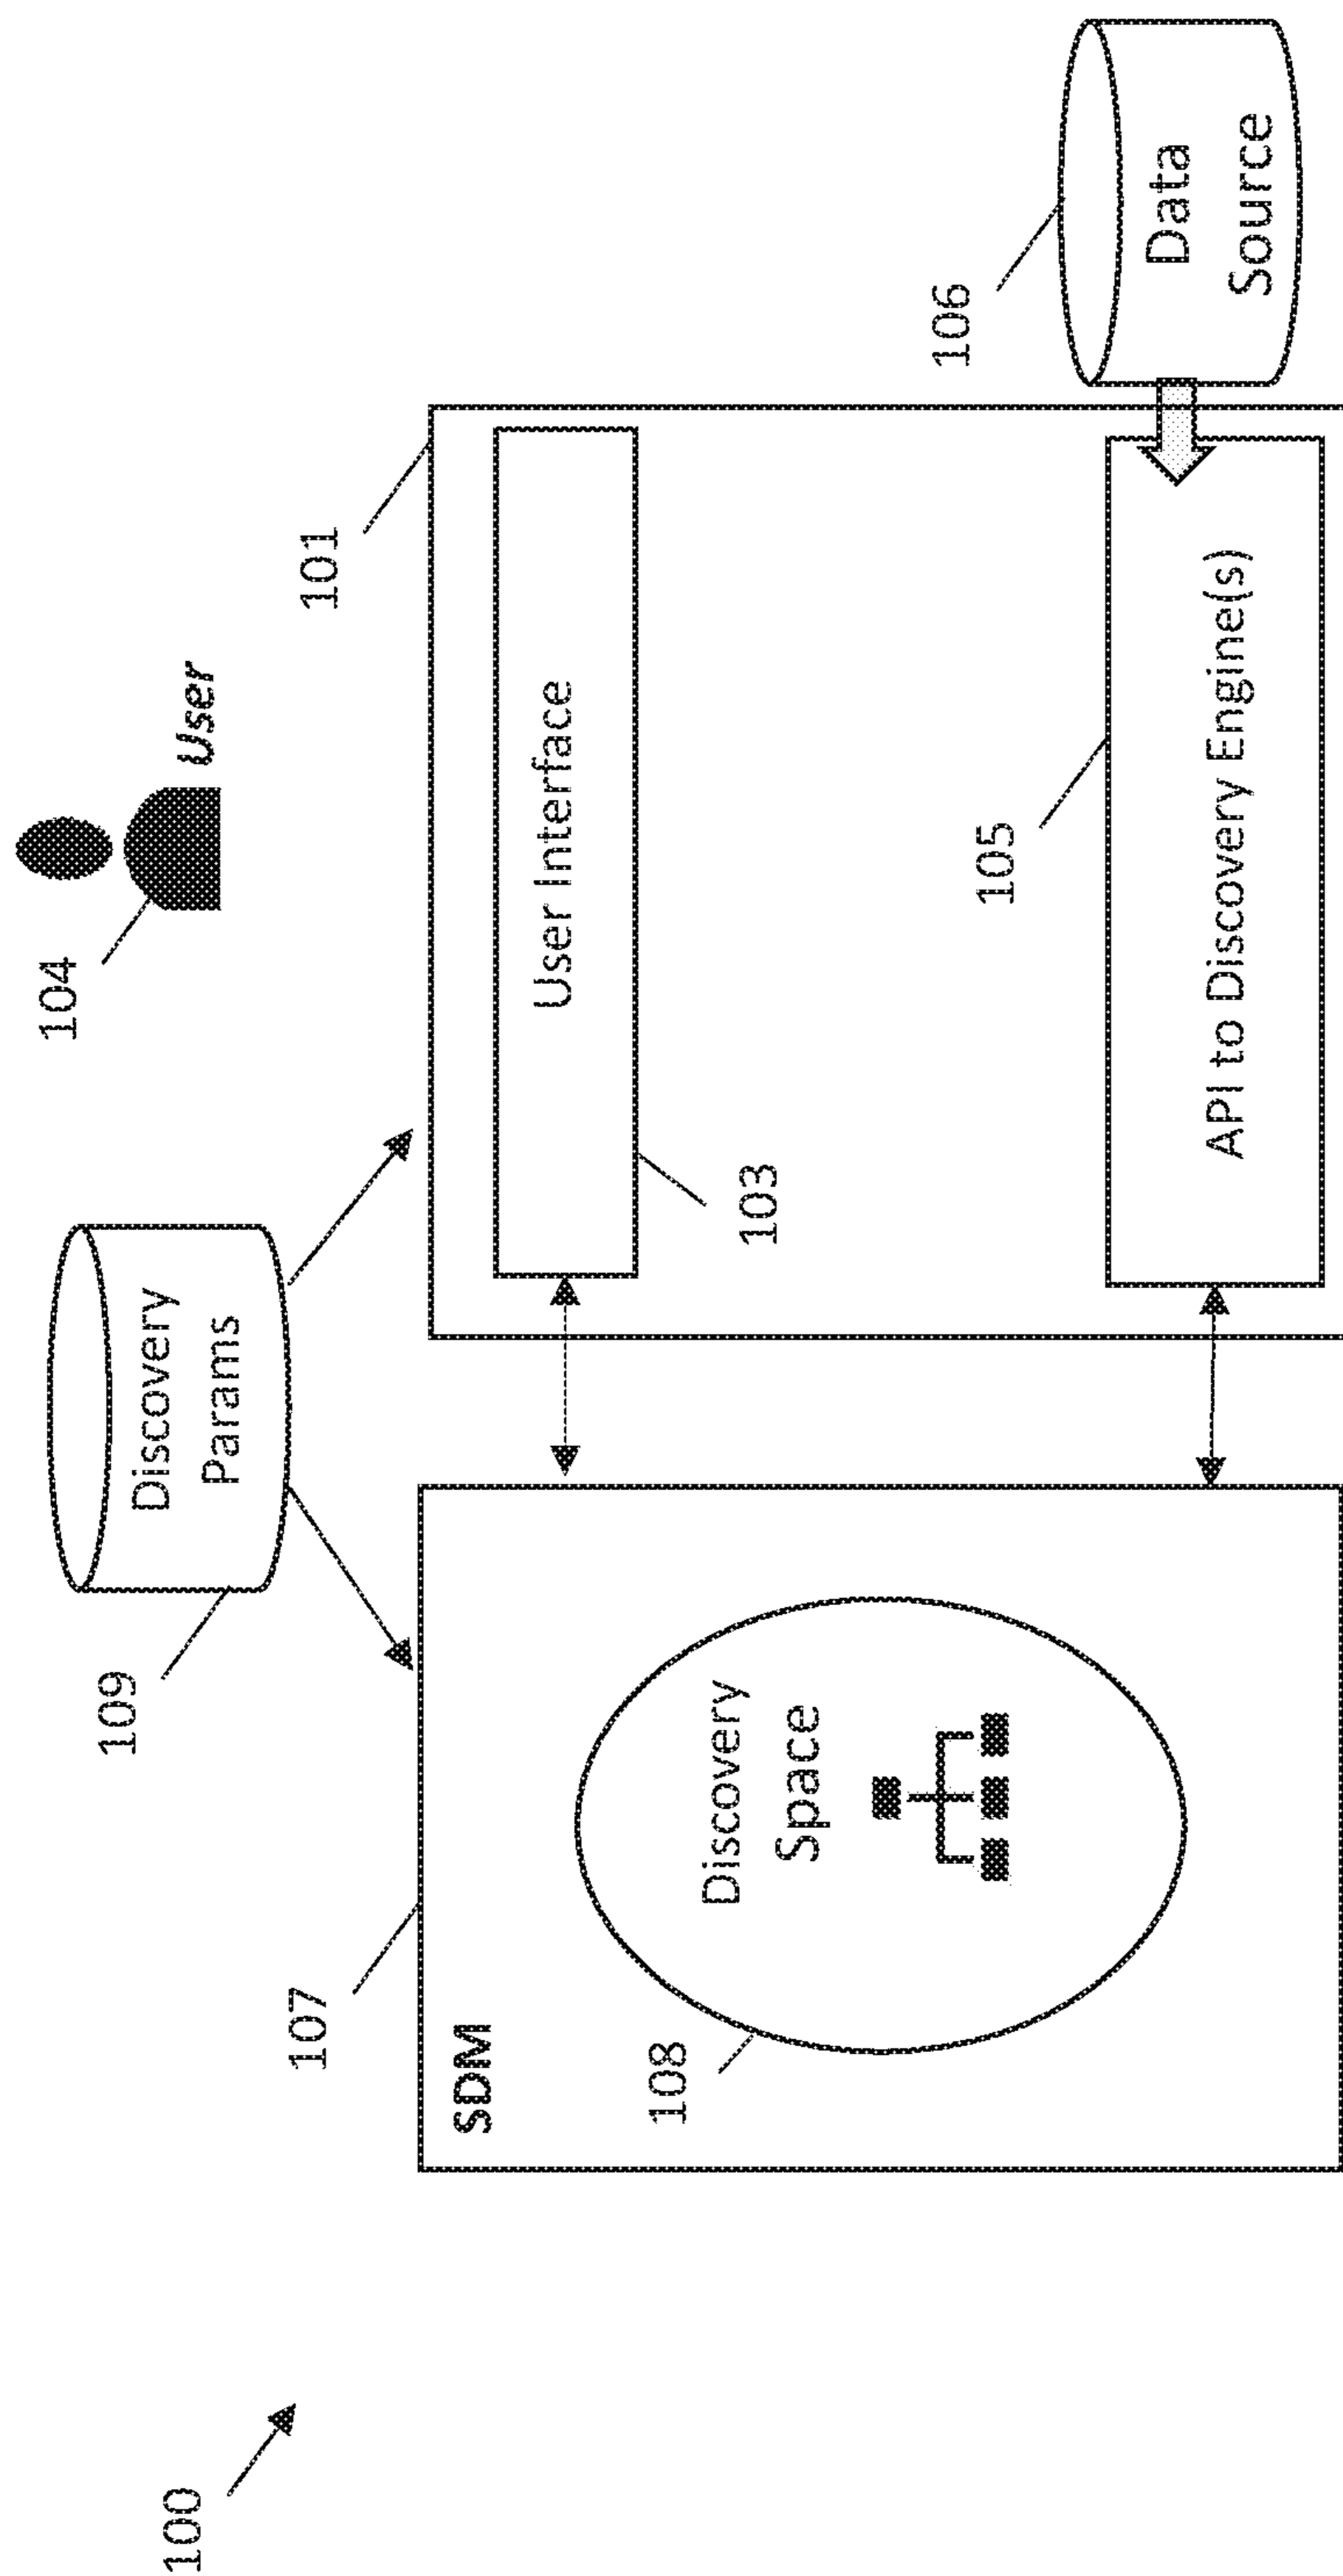 100
109
Discovery
Params
104
User
107
SDM
108
Discovery
Space
101
User Interface
103
105
API to Discovery Engine(s)
106
Data
Source